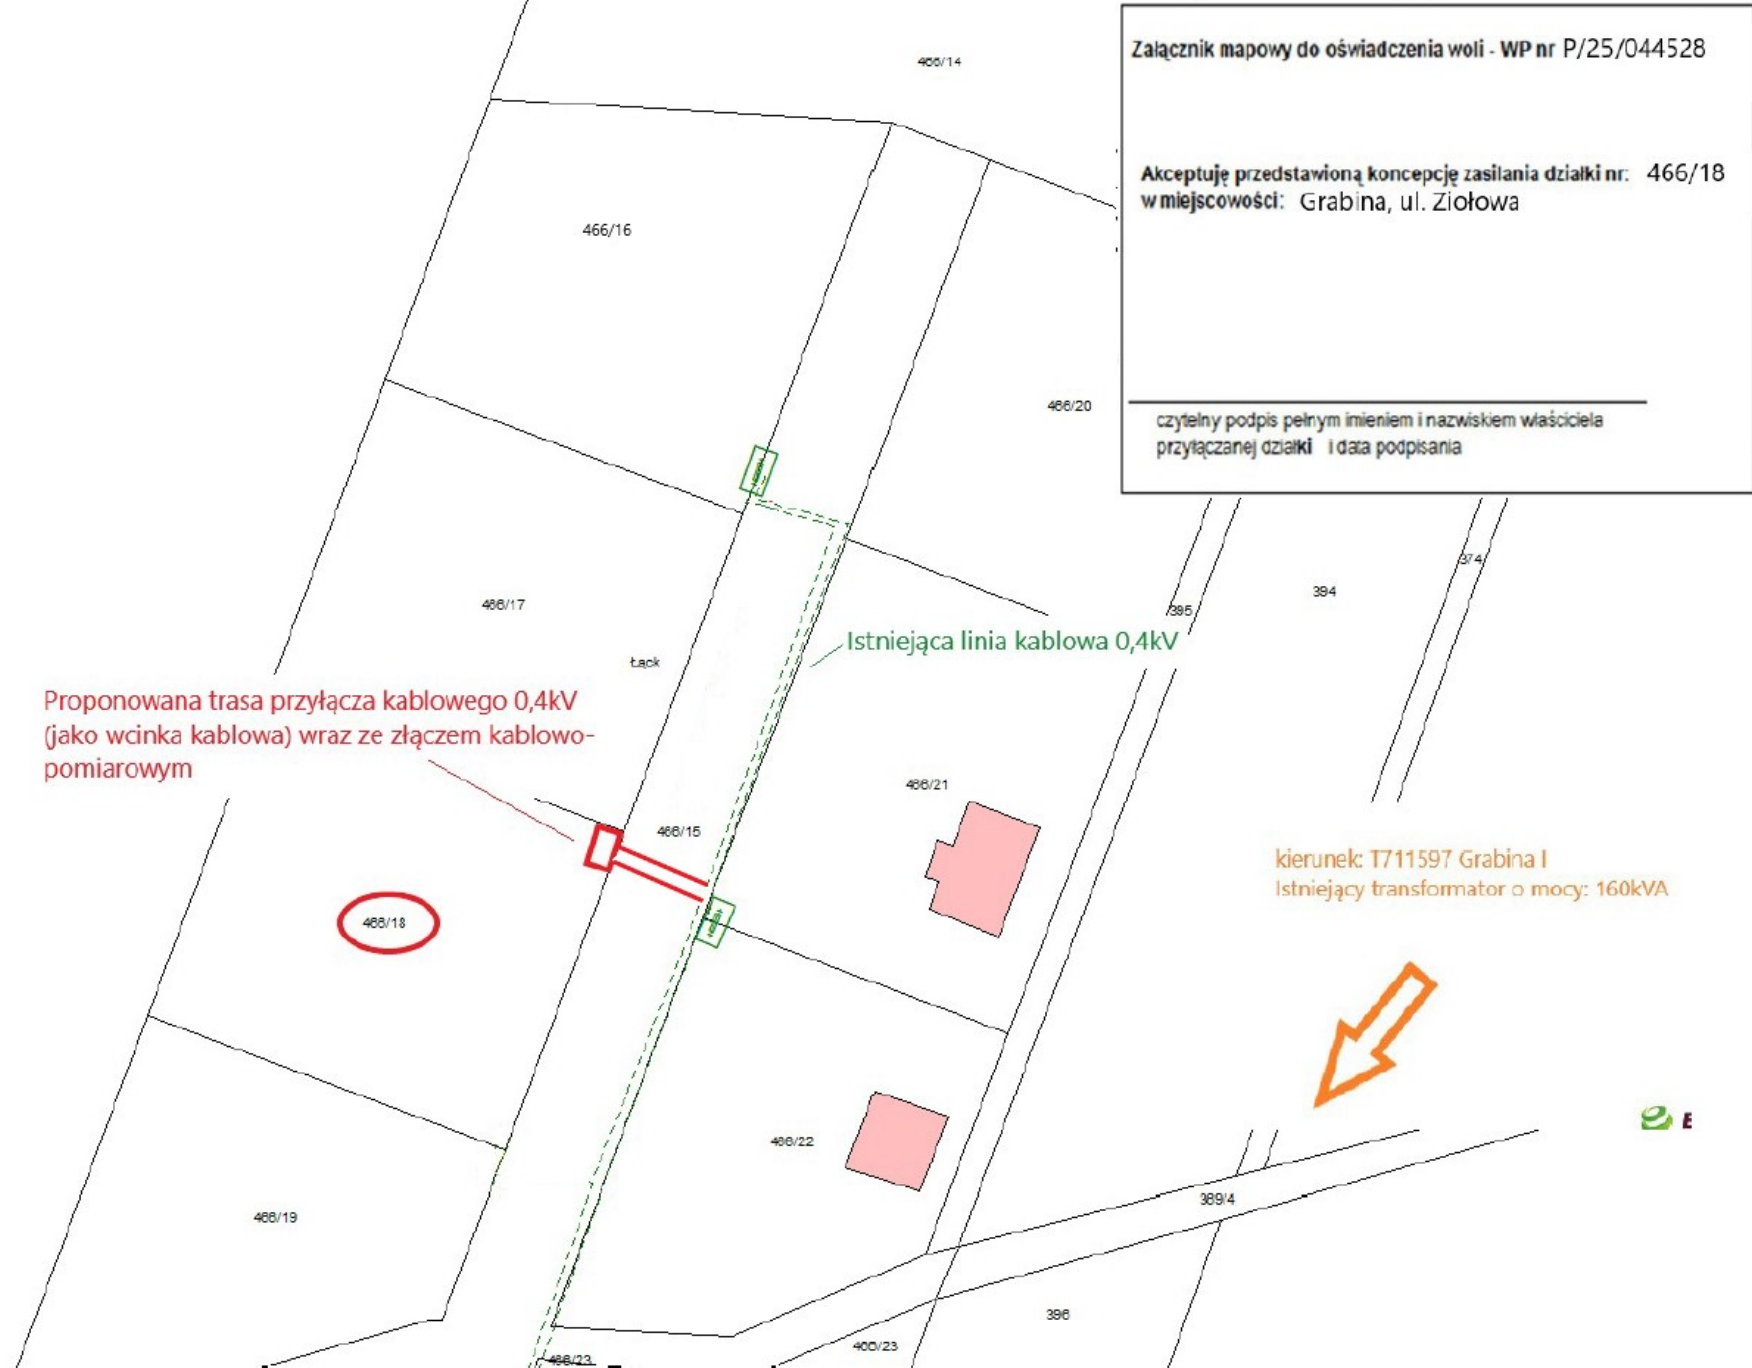 466/14
Załącznik mapowy do oświadczenia woli - WP nr P/25/044528
Akceptuję przedstawioną koncepcję zasilania działki nr: 466/18
w miejscowości: Grabina, ul. Ziołowa
czytelny podpis pełnym imieniem i nazwiskiem właściciela
przyłączanej działki i data podpisania
466/16
466/20
374
394
395
466/17
Istniejąca linia kablowa 0,4kV
Łąck
Proponowana trasa przyłącza kablowego 0,4kV
(jako wcinka kablowa) wraz ze złączem kablowo-
pomiarowym
466/21
466/15
kierunek: T711597 Grabina I
Istniejący transformator o mocy: 160kVA
466/18
E
466/22
389/4
466/19
396
466/23
466/23